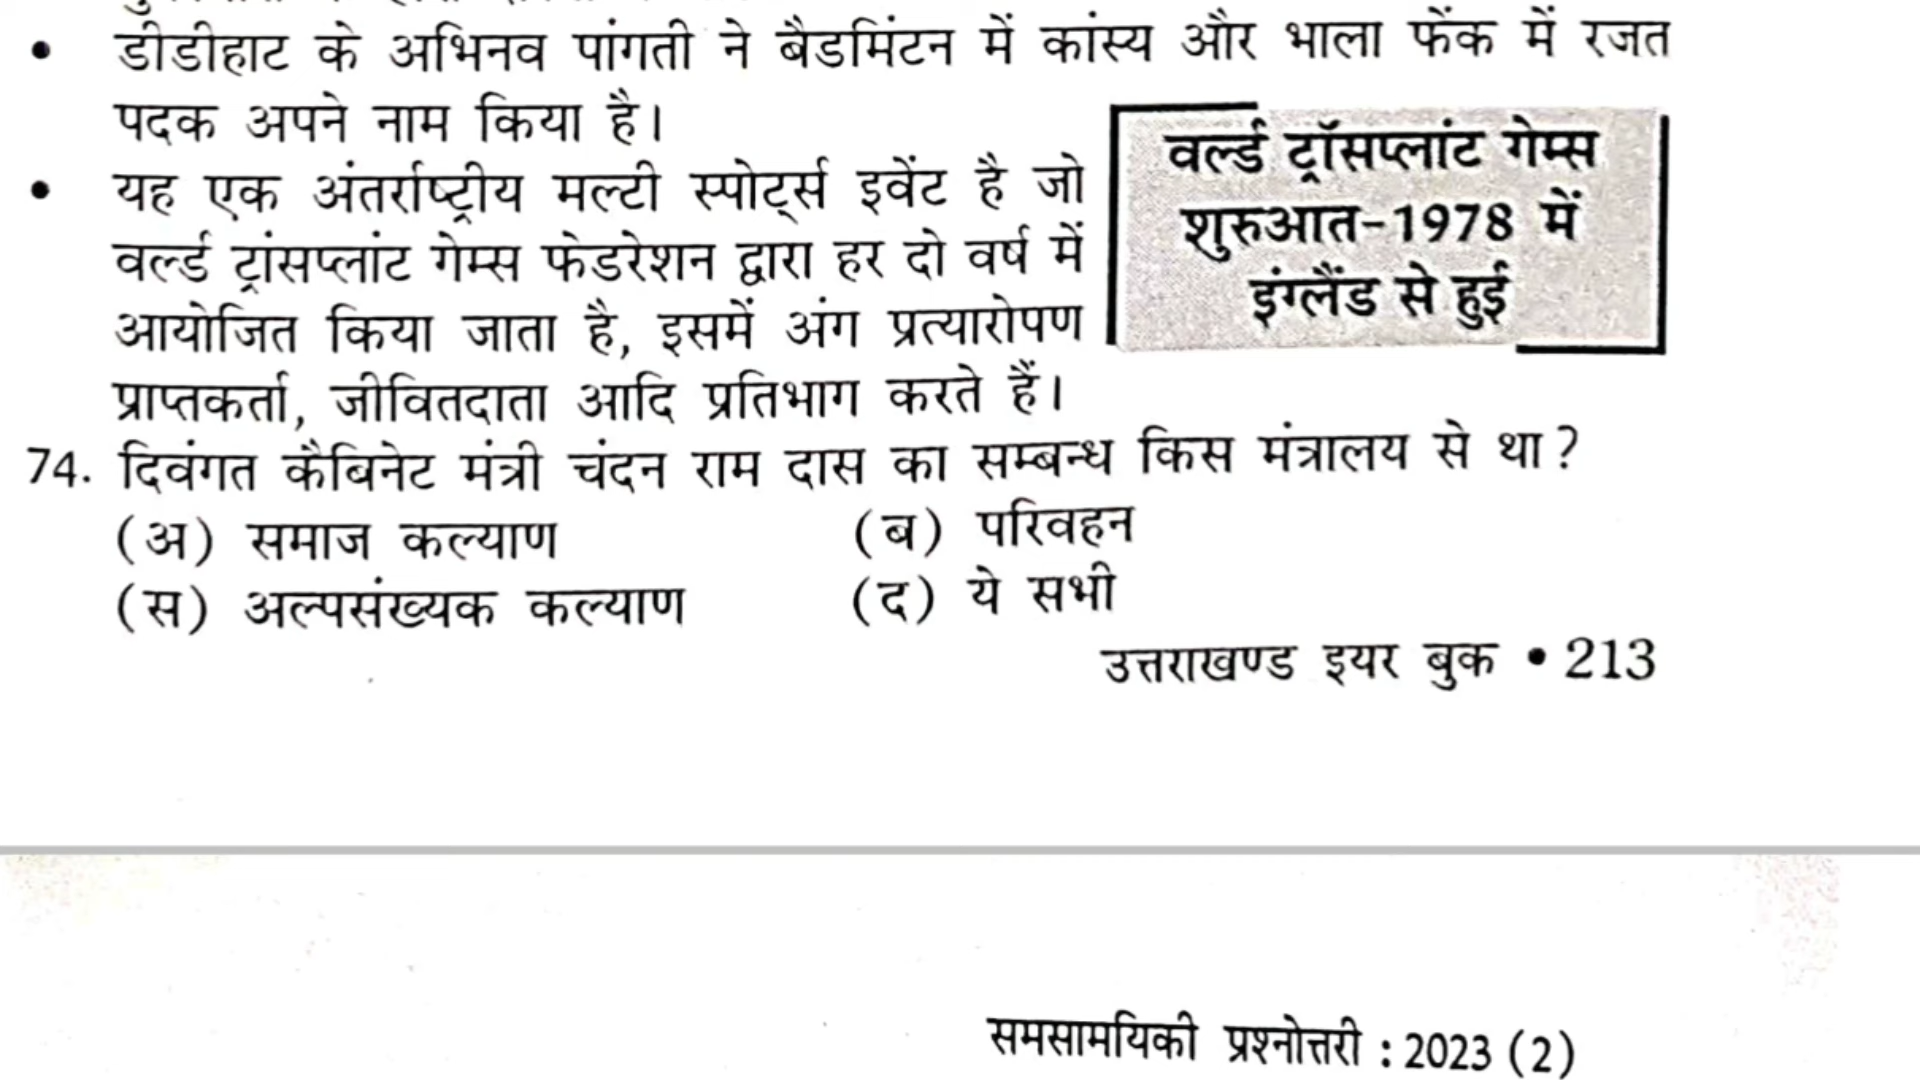 • डीडीहाट के अभिनव पांगती ने बैडमिंटन में कांस्य और भाला फेंक में रजत
पदक अपने नाम किया है।
• यह एक अंतर्राष्ट्रीय मल्टी स्पोर्ट्स इवेंट है जो
वर्ल्ड ट्रांसप्लांट गेम्स फेडरेशन द्वारा हर दो वर्ष में
आयोजित किया जाता है, इसमें अंग प्रत्यारोपण
प्राप्तकर्ता, जीवितदाता आदि प्रतिभाग करते हैं।
वर्ल्ड ट्रॉसप्लांट गेम्स
शुरुआत-1978 में
इंग्लैंड से हुई
74. दिवंगत कैबिनेट मंत्री चंदन राम दास का सम्बन्ध किस मंत्रालय से था?
(अ) समाज कल्याण (ब) परिवहन
(स) अल्पसंख्यक कल्याण (द) ये सभी
उत्तराखण्ड इयर बुक • 213
समसामयिकी प्रश्नोत्तरी : 2023 (2)